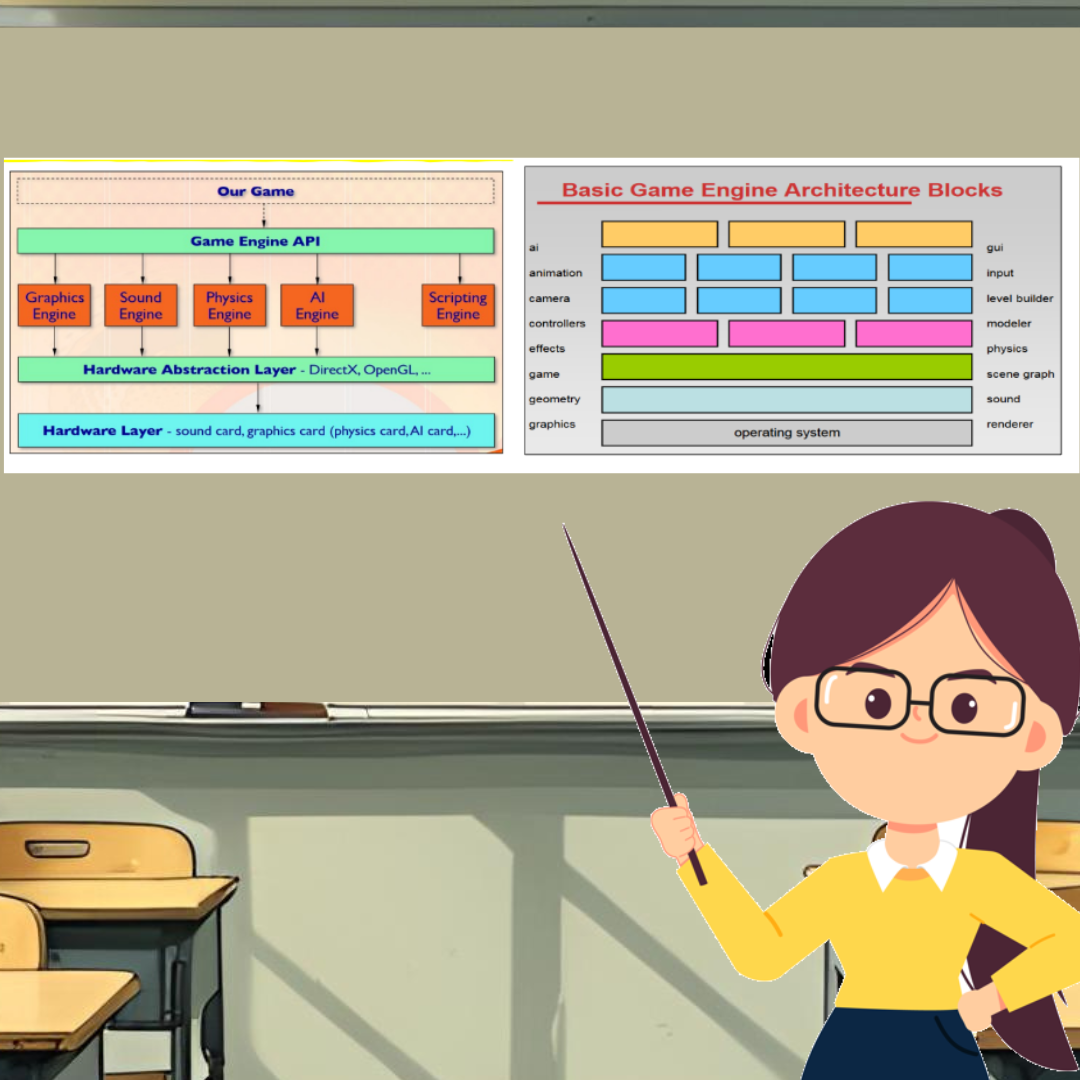 Our Game
Game Engine API
Graphics
Engine
Sound
Engine
Physics
Engine
AI
Engine
Scripting
Engine
Hardware Abstraction Layer - DirectX, OpenGL, ...
Hardware Layer - sound card, graphics card (physics card, AI card,...)
Basic Game Engine Architecture Blocks
ai
animation
camera
controllers
effects
game
geometry
graphics
operating system
gui
input
level builder
modeler
physics
scene graph
sound
renderer